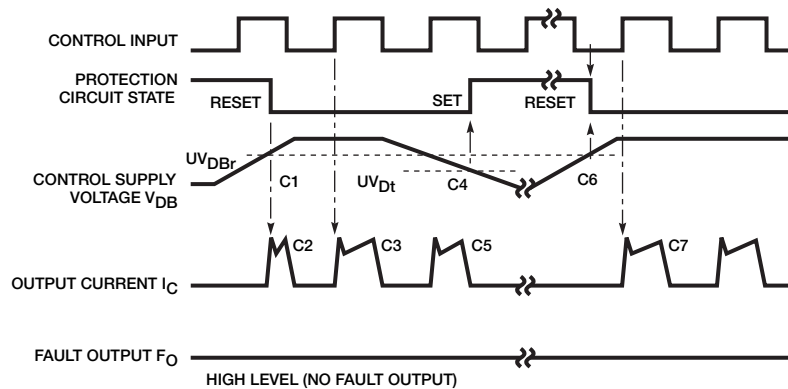 CONTROL INPUT
PROTECTION
CIRCUIT STATE
RESET
SET
RESET
UVDBr
C1
UVDt
C4
C6
CONTROL SUPPLY
VOLTAGE VDB
C2
C3
C5
C7
OUTPUT CURRENT IC
FAULT OUTPUT FO
HIGH LEVEL (NO FAULT OUTPUT)